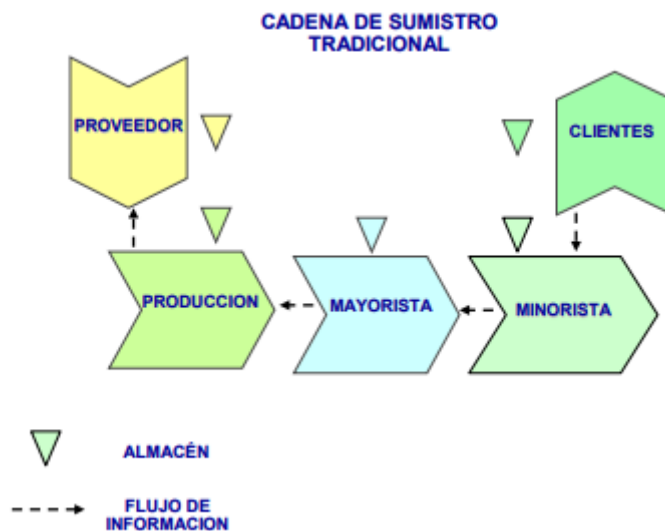 CADENA DE SUMISTRO
TRADICIONAL
PROVEEDOR
CLIENTES
PRODUCCION
MAYORISTA
MINORISTA
ALMACÉN
FLUJO DE
INFORMACION